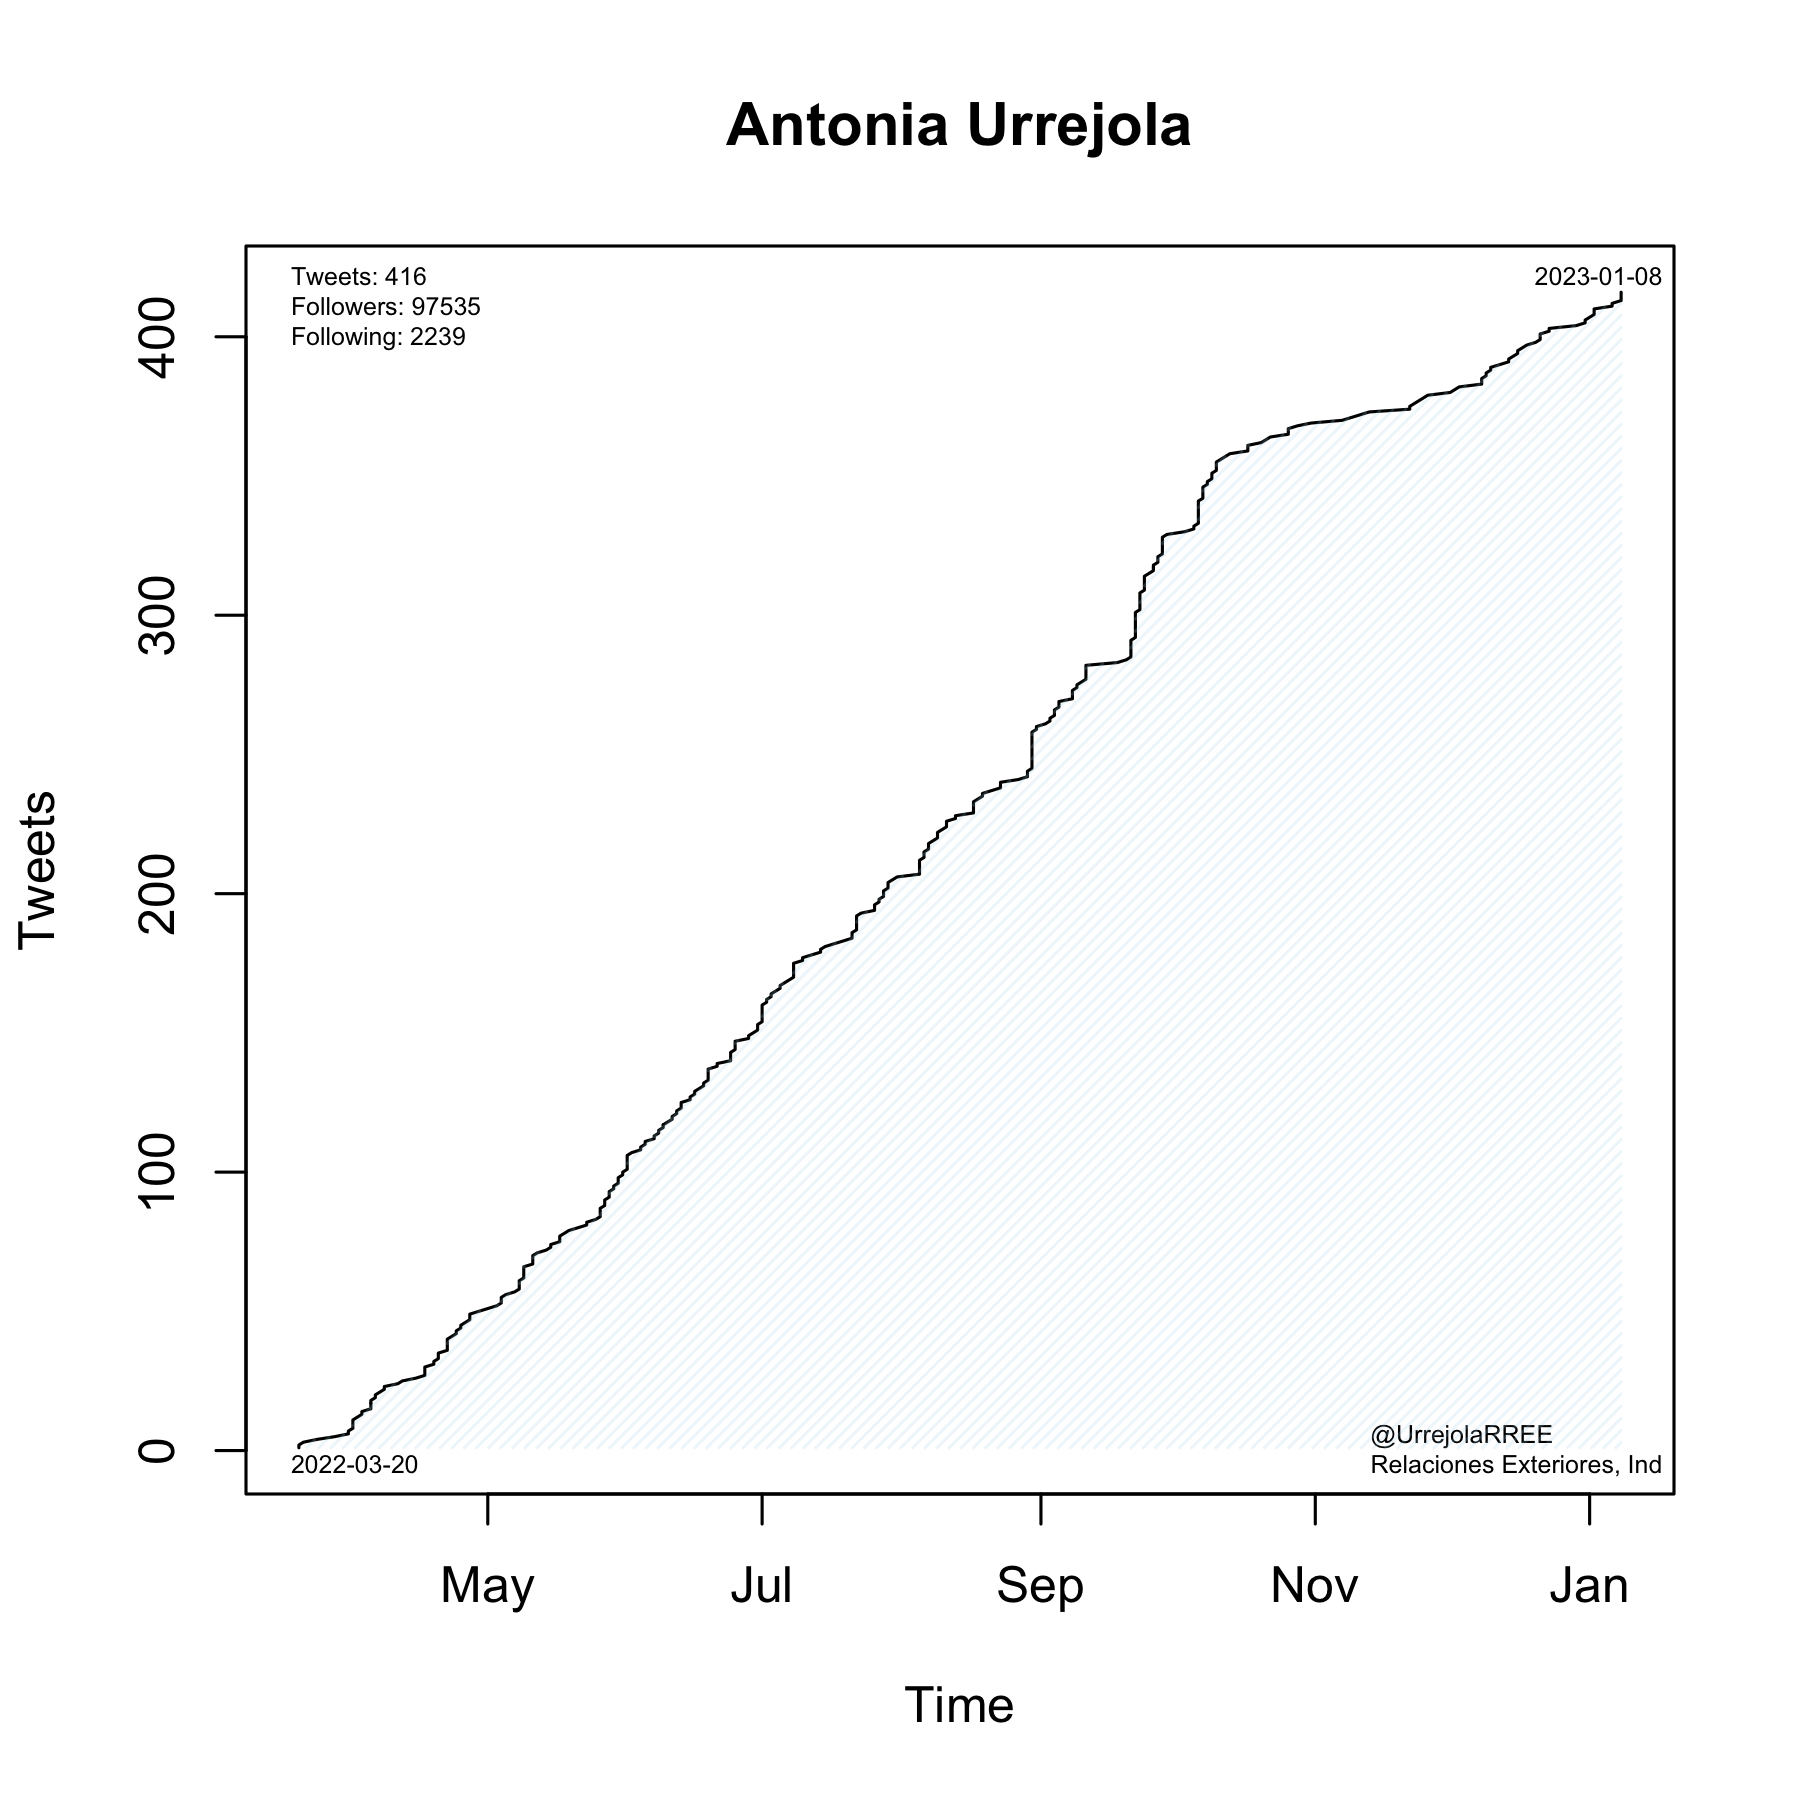 Antonia Urrejola
Tweets: 416
Followers: 97535
Following: 2239
2023-01-08
400
300
200
100
0
Tweets
2022-03-20
@UrrejolaRREE
Relaciones Exteriores, Ind
May
Jul
Sep
Nov
Jan
Time